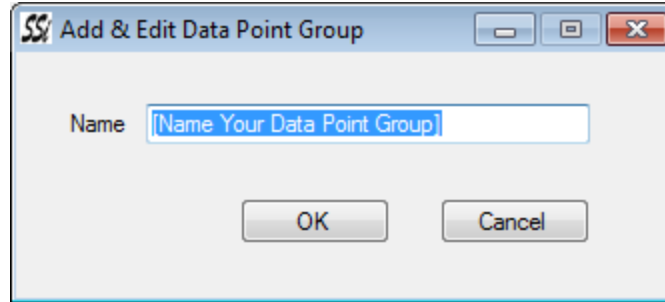 SSi Add & Edit Data Point Group
Name [Name Your Data Point Group]
OK Cancel